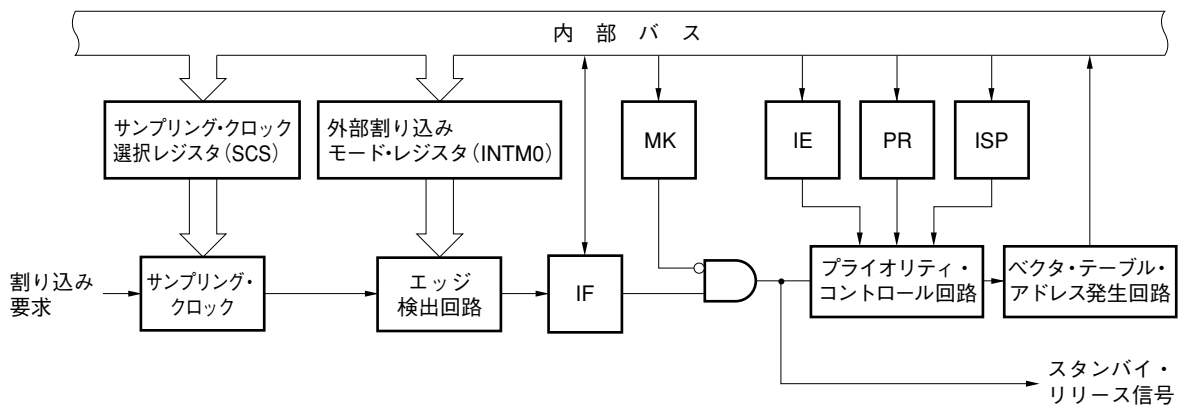 内 部 バ ス
サンプリング・クロック
選択レジスタ(SCS)
外部割り込み
モード・レジスタ(INTM0)
MK
IE
PR
ISP
割り込み
要求
サンプリング・
クロック
エッジ
検出回路
IF
プライオリティ・
コントロール回路
ベクタ・テーブル・
アドレス発生回路
スタンバイ・
リリース信号